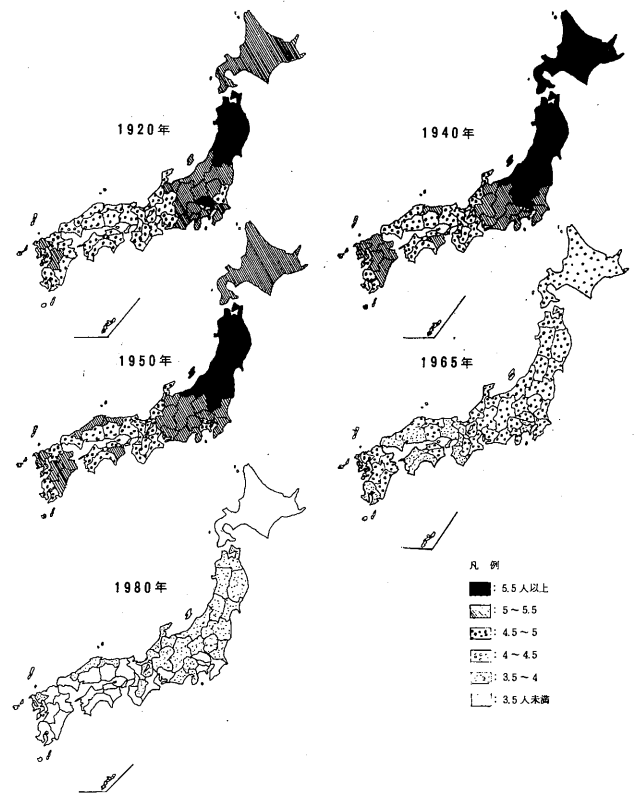 1920年
1940年
1950年
1965年
1980年
凡 例
: 5.5人以上
: 5～5.5
: 4.5～5
: 4～4.5
: 3.5～4
: 3.5人未満